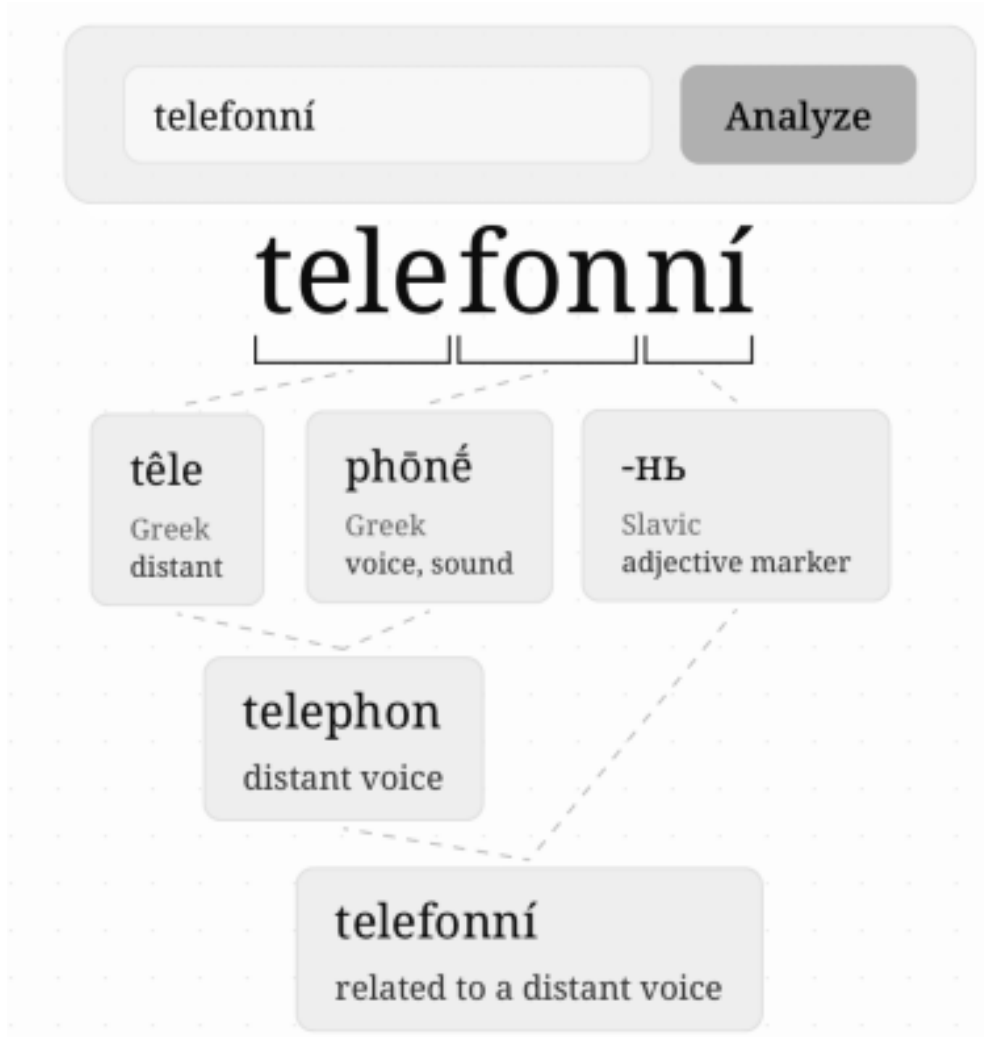 telefonní
Analyze
telefonní
têle
Greek
distant
phōnḗ
Greek
voice, sound
-нь
Slavic
adjective marker
telephon
distant voice
telefonní
related to a distant voice